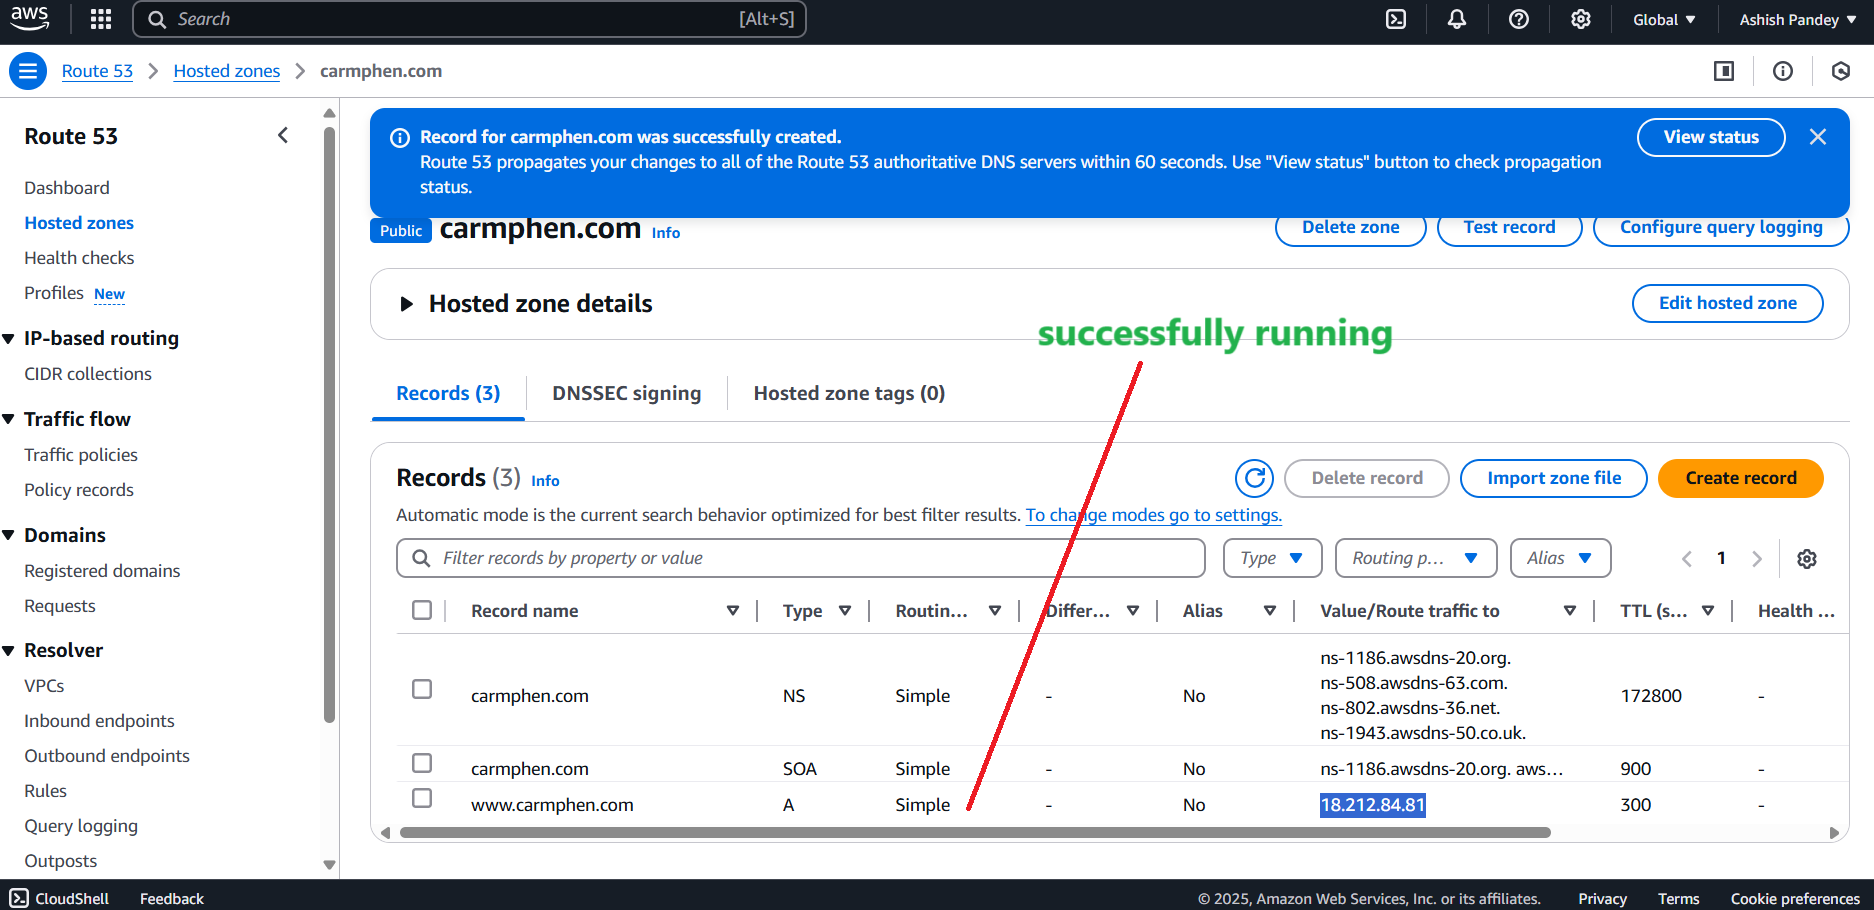 aws
Search [Alt+S]
Global
Ashish Pandey
Route 53
Hosted zones
carmphen.com
Route 53
Dashboard
Hosted zones
Health checks
Profiles New
IP-based routing
CIDR collections
Traffic flow
Traffic policies
Policy records
Domains
Registered domains
Requests
Resolver
VPCs
Inbound endpoints
Outbound endpoints
Rules
Query logging
Outposts
Record for carmphen.com was successfully created.
Route 53 propagates your changes to all of the Route 53 authoritative DNS servers within 60 seconds. Use "View status" button to check propagation
status.
View status
Public carmphen.com Info
Delete zone
Test record
Configure query logging
Hosted zone details
Edit hosted zone
successfully running
Records (3)
DNSSEC signing
Hosted zone tags (0)
Records (3) Info
Delete record
Import zone file
Create record
Automatic mode is the current search behavior optimized for best filter results. To change modes go to settings.
Filter records by property or value
Type
Routing p...
Alias
1
Record name Type Routin... Differ... Alias Value/Route traffic to TTL (s... Health ...
ns-1186.awsdns-20.org.
ns-508.awsdns-63.com.
carmphen.com NS Simple - No 172800 -
ns-802.awsdns-36.net.
ns-1943.awsdns-50.co.uk.
carmphen.com SOA Simple - No ns-1186.awsdns-20.org. aws... 900 -
www.carmphen.com A Simple - No 18.212.84.81 300 -
CloudShell Feedback © 2025, Amazon Web Services, Inc. or its affiliates. Privacy Terms Cookie preferences